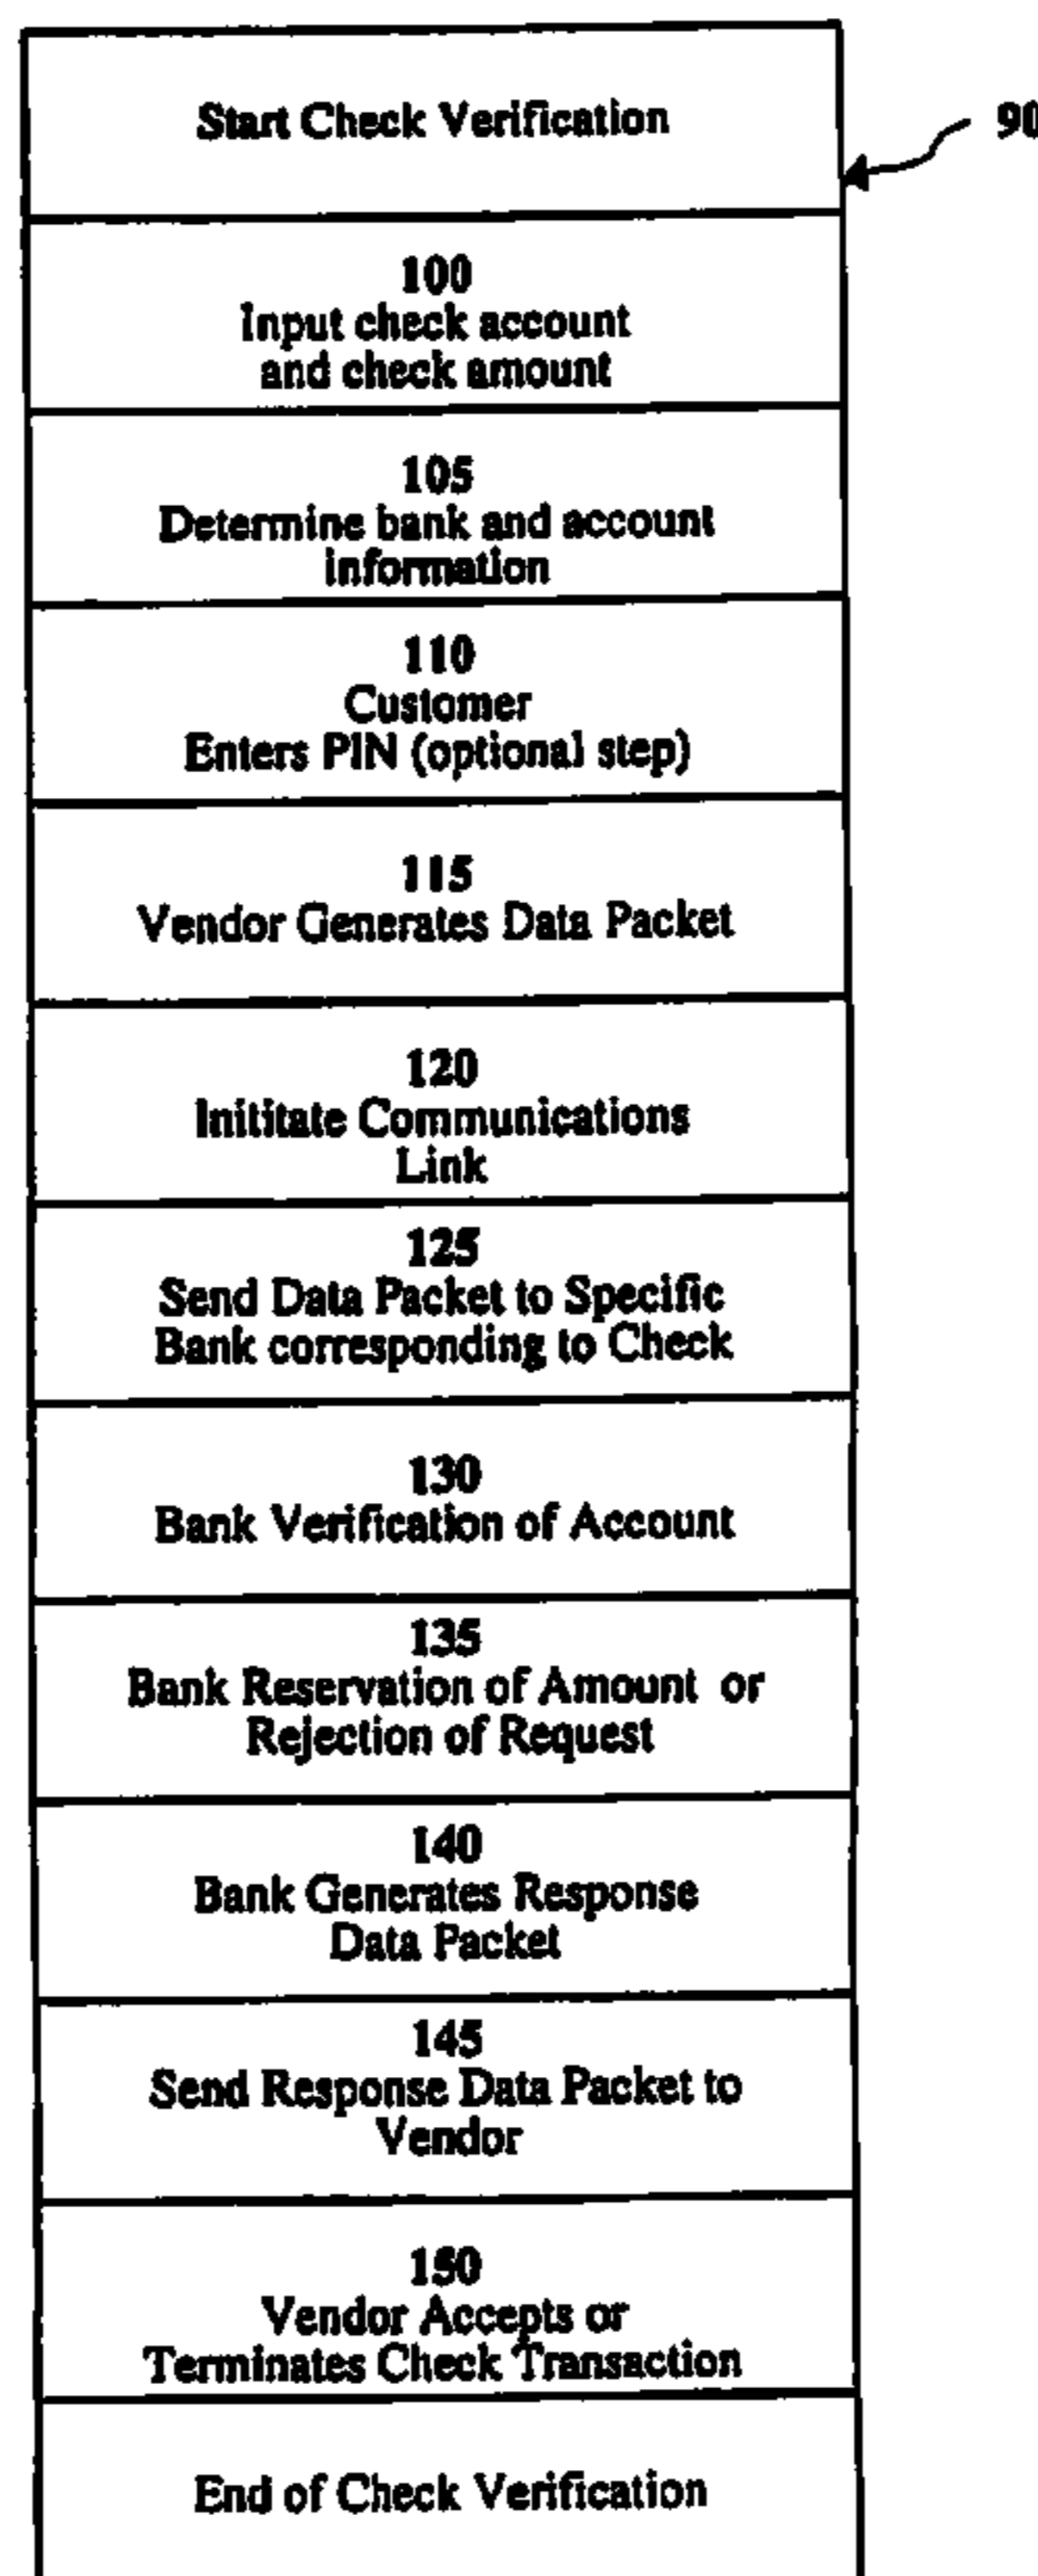 Start Check Verification
90
100
Input check account
and check amount
105
Determine bank and account
information
110
Customer
Enters PIN (optional step)
115
Vendor Generates Data Packet
120
Inititate Communications
Link
125
Send Data Packet to Specific
Bank corresponding to Check
130
Bank Verification of Account
135
Bank Reservation of Amount or
Rejection of Request
140
Bank Generates Response
Data Packet
145
Send Response Data Packet to
Vendor
150
Vendor Accepts or
Terminates Check Transaction
End of Check Verification